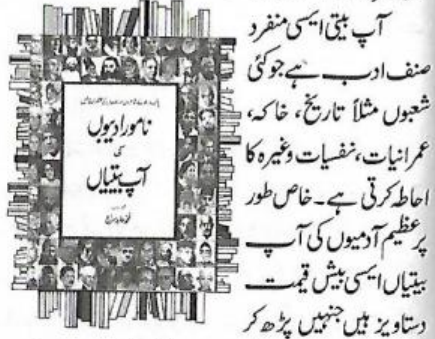 آپ بیتی ایسی منفرد
صنف ادب ہے جو کئی
شعبوں مثلاً تاریخ، خاکہ،
عمرانیات، نفسیات وغیرہ کا
احاطہ کرتی ہے۔ خاص طور
پر عظیم آدمیوں کی آپ
بیتیاں ایسی بیش قیمت
دستاویز ہیں جنہیں پڑھ کر
نامور ادیبوں
کی
آپ بیتیاں